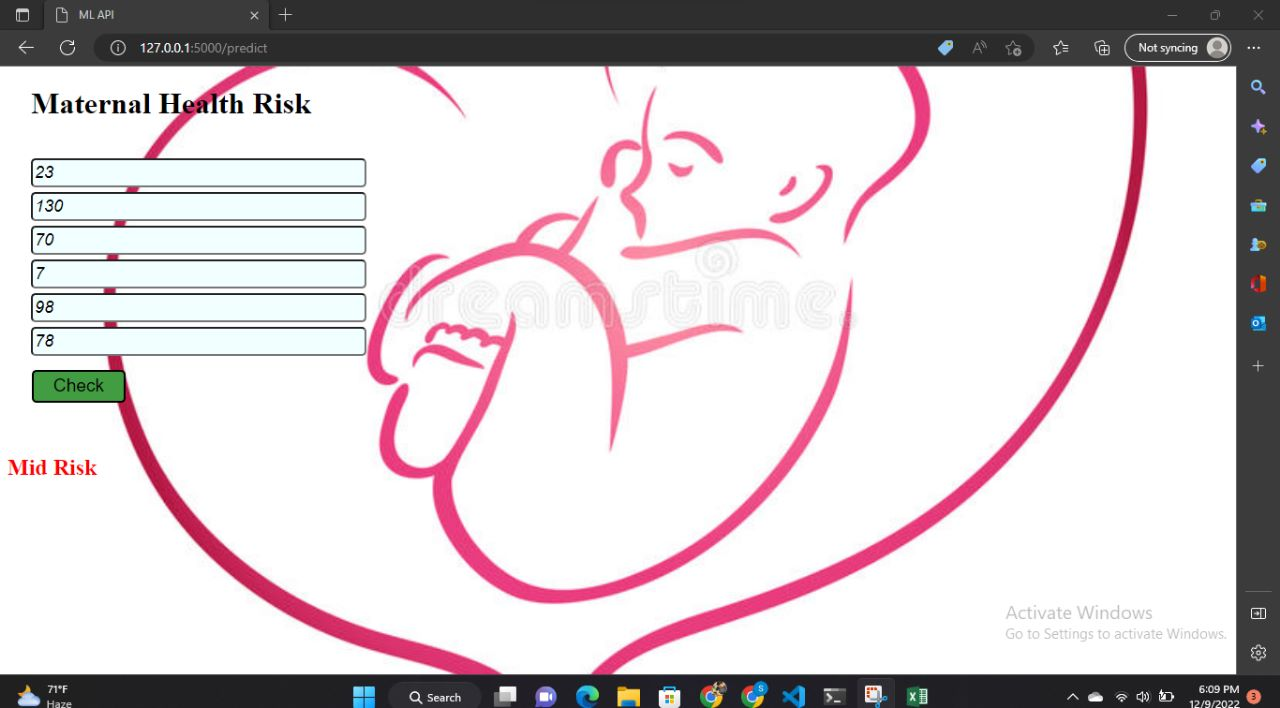 ML API
127.0.0.1:5000/predict
Not syncing
Maternal Health Risk
23
130
70
7
98
78
Check
Mid Risk
dreamstime.
Activate Windows
Go to Settings to activate Windows.
71°F
Haze
Search
6:09 PM
12/9/2022
3